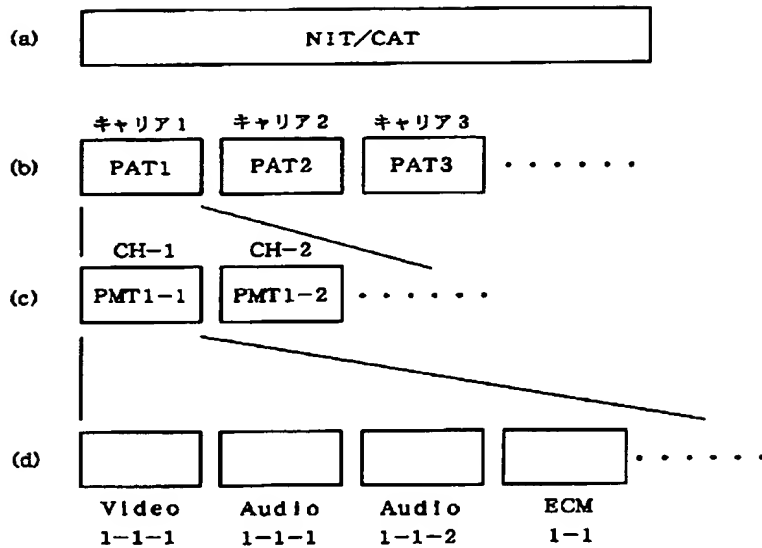 (a) NIT/CAT
キャリア1 キャリア2 キャリア3
(b) PAT1 PAT2 PAT3 ······
CH-1 CH-2
(c) PMT1-1 PMT1-2 ······
(d) ······
Video Audio Audio ECM
1-1-1 1-1-1 1-1-2 1-1